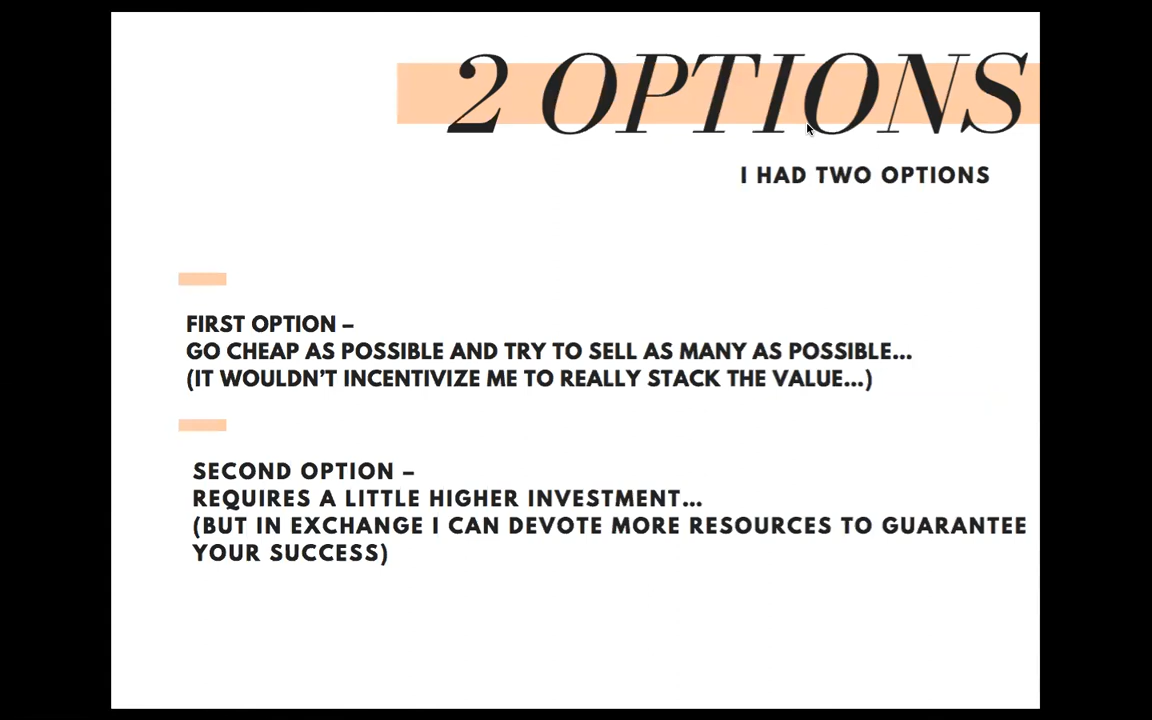 2 OPTIONS
I HAD TWO OPTIONS
FIRST OPTION –
GO CHEAP AS POSSIBLE AND TRY TO SELL AS MANY AS POSSIBLE...
(IT WOULDN'T INCENTIVIZE ME TO REALLY STACK THE VALUE...)
SECOND OPTION –
REQUIRES A LITTLE HIGHER INVESTMENT...
(BUT IN EXCHANGE I CAN DEVOTE MORE RESOURCES TO GUARANTEE
YOUR SUCCESS)